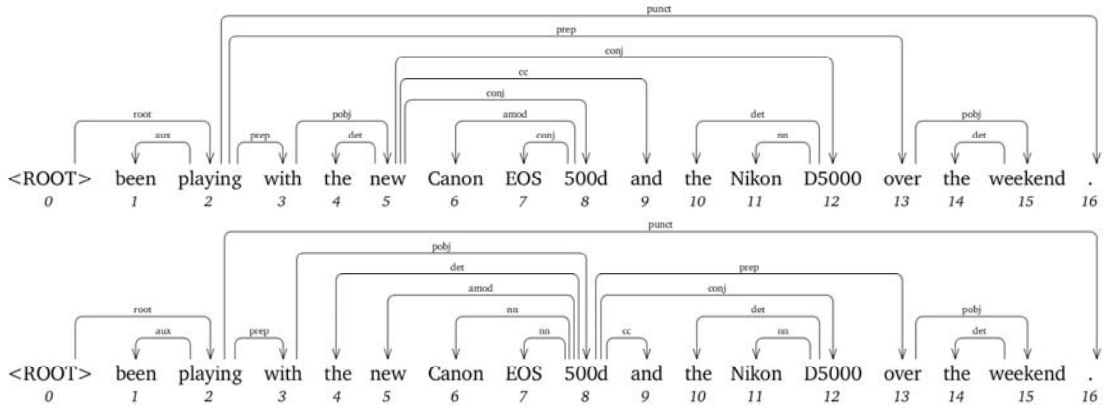 punct
prep
conj
cc
conj
root pobj amod det pobj
aux prep det conj nn det
<ROOT> been playing with the new Canon EOS 500d and the Nikon D5000 over the weekend .
0 1 2 3 4 5 6 7 8 9 10 11 12 13 14 15 16
punct
pobj
det prep
amod conj
root nn det pobj
aux prep nn cc nn det
<ROOT> been playing with the new Canon EOS 500d and the Nikon D5000 over the weekend .
0 1 2 3 4 5 6 7 8 9 10 11 12 13 14 15 16